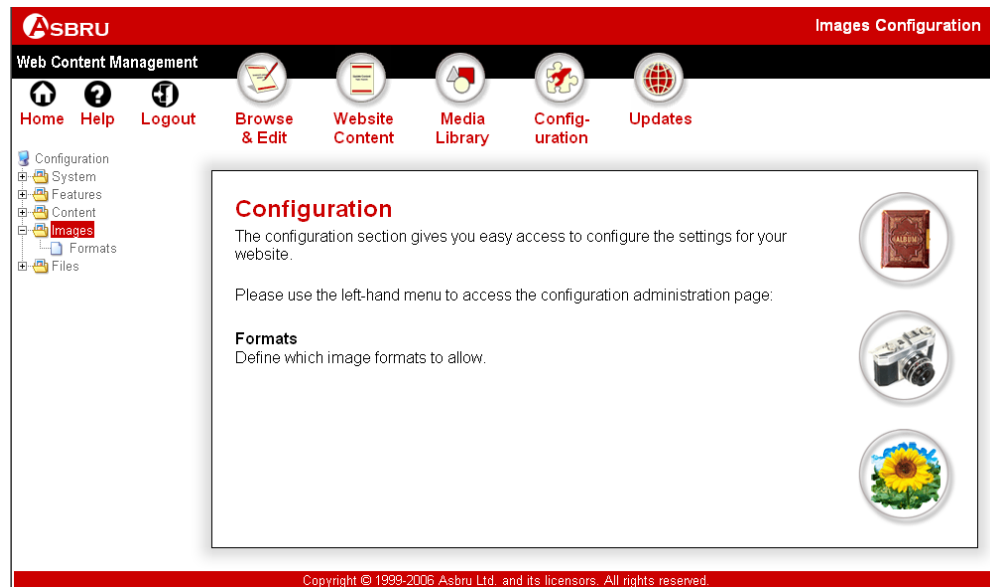 ASBRU
Images Configuration
Web Content Management
Home
Help
Logout
Browse
& Edit
Website
Content
Media
Library
Config-
uration
Updates
Configuration
System
Features
Content
Images
Formats
Files
Configuration
The configuration section gives you easy access to configure the settings for your
website.
Please use the left-hand menu to access the configuration administration page:
Formats
Define which image formats to allow.
ALBUM
Copyright © 1999-2006 Asbru Ltd. and its licensors. All rights reserved.